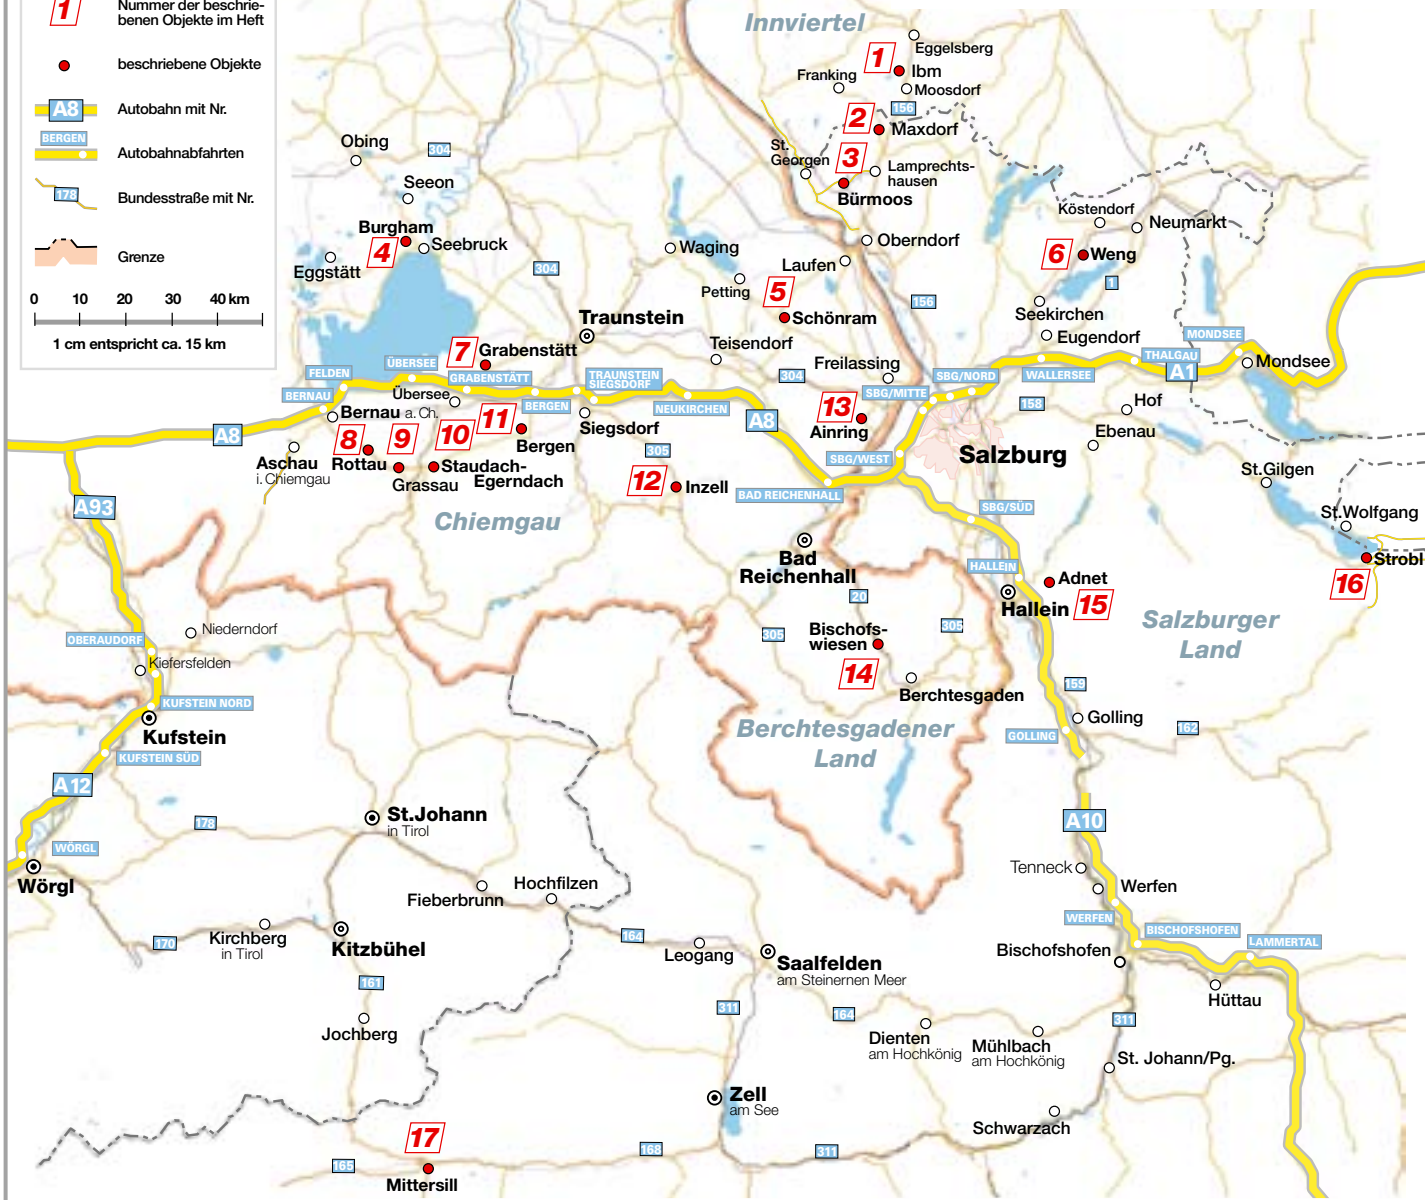 1
Nummer der beschrie-
benen Objekte im Heft
beschriebene Objekte
A8
Autobahn mit Nr.
BERGEN
Autobahnabfahrten
178
Bundesstraße mit Nr.
Grenze
0 10 20 30 40 km
1 cm entspricht ca. 15 km
Innviertel
Eggelsberg
1
Ibm
Franking
Moosdorf
156
2
Maxdorf
Obing
304
St.
Georgen
3
Lamprechts-
hausen
Seeon
Bürmoos
Burgham
Köstendorf
Neumarkt
4
Seebruck
Waging
Oberndorf
6
Weng
Eggstätt
304
Laufen
Petting
5
1
156
Schönram
Seekirchen
Traunstein
Eugendorf
MONDSEE
7
Grabenstätt
Teisendorf
THALGAU
Mondsee
ÜBERSEE
Freilassing
A1
FELDEN
GRABENSTÄTT
TRAUNSTEIN
SIEGSDORF
304
SBG/NORD
WALLERSEE
BERNAU
Übersee
a. Ch.
SBG/MITTE
BERGEN
NEUKIRCHEN
158
Hof
Bernau
11
Siegsdorf
A8
13
Ainring
A8
8
9
10
Bergen
305
SBG/WEST
Salzburg
Ebenau
Aschau
i. Chiemgau
Rottau
Grassau
Staudach-
Egerndach
12
Inzell
BAD REICHENHALL
St.Gilgen
A93
SBG/SÜD
St.Wolfgang
Chiemgau
Bad
Reichenhall
HALLEIN
Strobl
Adnet
16
20
Hallein
15
Niederndorf
305
Bischofs-
wiesen
305
Salzburger
Land
OBERAUDORF
Kiefersfelden
14
159
KUFSTEIN NORD
Berchtesgaden
Golling
Kufstein
Berchtesgadener
Land
GOLLING
162
KUFSTEIN SÜD
A12
St.Johann
in Tirol
178
A10
WÖRGL
Tenneck
Wörgl
Hochfilzen
Werfen
Fieberbrunn
WERFEN
BISCHOFSHOFEN
Kirchberg
in Tirol
170
Kitzbühel
164
Leogang
LAMMERTAL
Bischofshofen
Saalfelden
am Steinernen Meer
161
Hüttau
311
164
311
Jochberg
Dienten
am Hochkönig
Mühlbach
am Hochkönig
St. Johann/Pg.
Zell
am See
Schwarzach
17
168
311
165
Mittersill